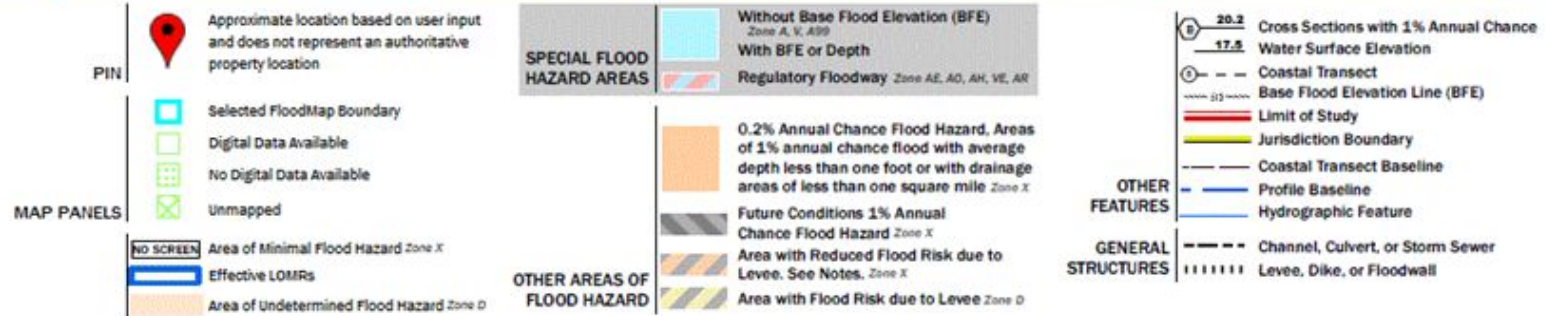 PIN
Approximate location based on user input
and does not represent an authoritative
property location
MAP PANELS
Selected FloodMap Boundary
Digital Data Available
No Digital Data Available
Unmapped
NO SCREEN Area of Minimal Flood Hazard Zone X
Effective LOMRs
Area of Undetermined Flood Hazard Zone D
SPECIAL FLOOD
HAZARD AREAS
Without Base Flood Elevation (BFE)
Zone A, V, A99
With BFE or Depth
Regulatory Floodway Zone AE, AO, AH, VE, AR
OTHER AREAS OF
FLOOD HAZARD
0.2% Annual Chance Flood Hazard, Areas
of 1% annual chance flood with average
depth less than one foot or with drainage
areas of less than one square mile Zone X
Future Conditions 1% Annual
Chance Flood Hazard Zone X
Area with Reduced Flood Risk due to
Levee. See Notes. Zone X
Area with Flood Risk due to Levee Zone D
OTHER
FEATURES
B 20.2 Cross Sections with 1% Annual Chance
17.5 Water Surface Elevation
Coastal Transect
513 Base Flood Elevation Line (BFE)
Limit of Study
Jurisdiction Boundary
Coastal Transect Baseline
Profile Baseline
Hydrographic Feature
GENERAL
STRUCTURES
Channel, Culvert, or Storm Sewer
Levee, Dike, or Floodwall